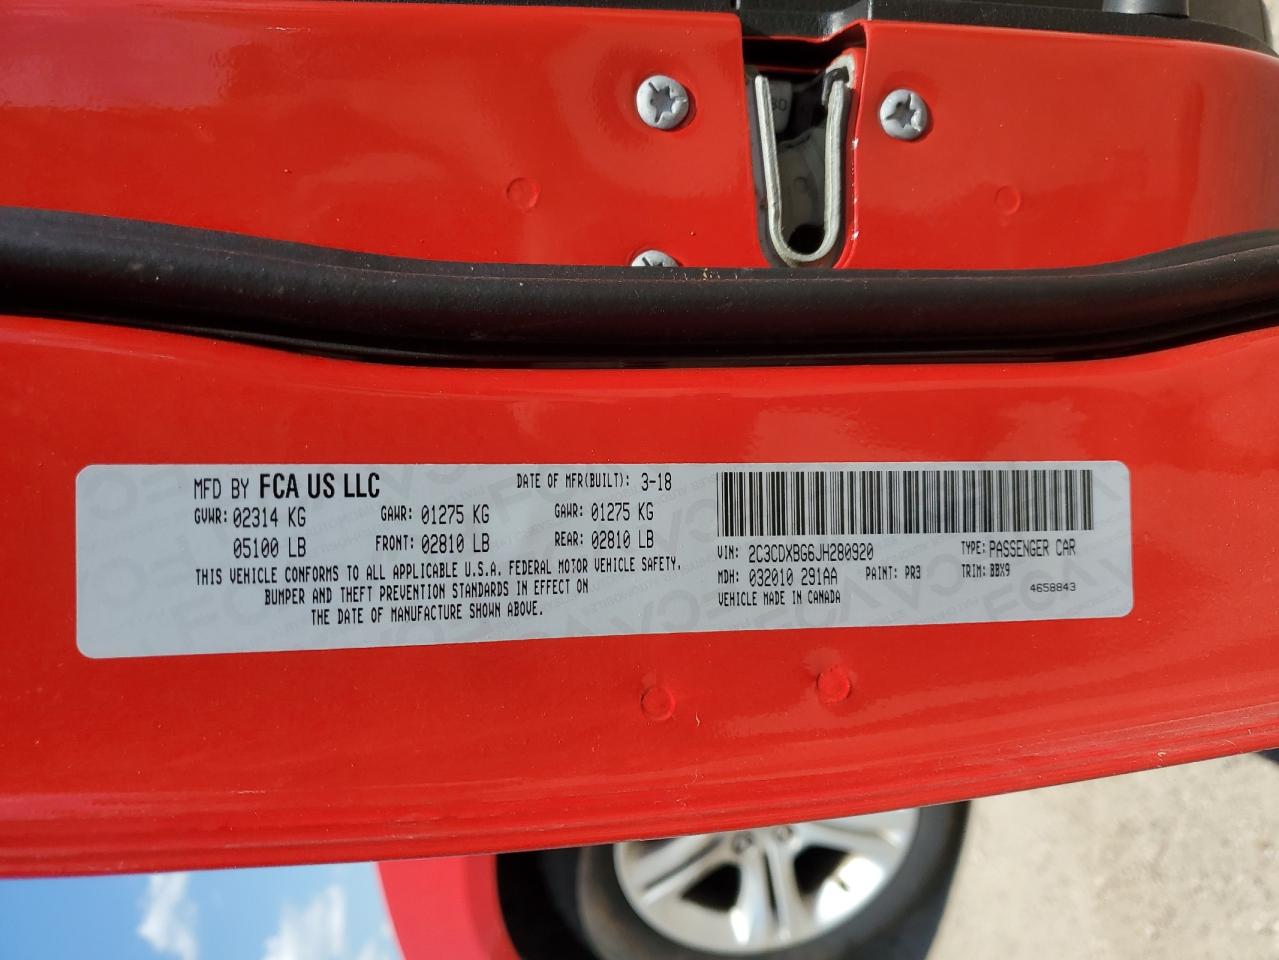 MFD BY FCA US LLC DATE OF MFR(BUILT): 3-18
GVWR: 02314 KG GAWR: 01275 KG GAWR: 01275 KG
05100 LB FRONT: 02810 LB REAR: 02810 LB
THIS VEHICLE CONFORMS TO ALL APPLICABLE U.S.A. FEDERAL MOTOR VEHICLE SAFETY,
BUMPER AND THEFT PREVENTION STANDARDS IN EFFECT ON
THE DATE OF MANUFACTURE SHOWN ABOVE.
VIN: 2C3CDXBG6JH280920 TYPE: PASSENGER CAR
MDH: 032010 291AA PAINT: PR3 TRIM: BBX9
VEHICLE MADE IN CANADA 4658843